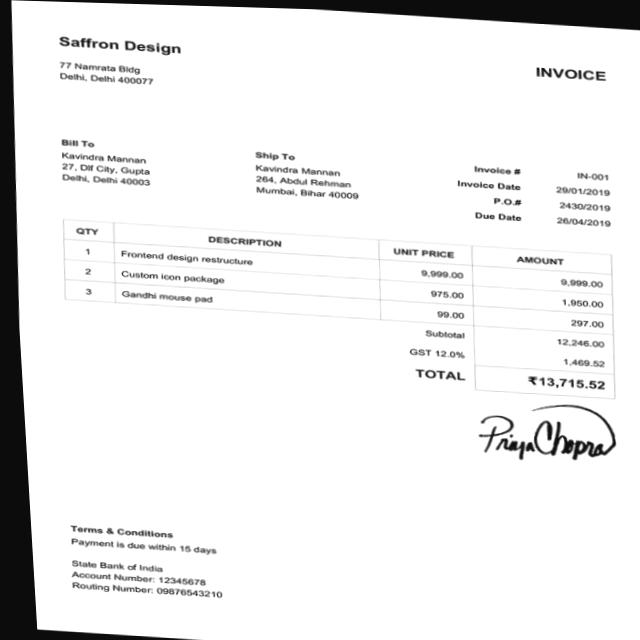 Saffron Design
77 Namrata Bldg
Delhi, Delhi 400077
INVOICE
Bill To
Kavindra Mannan
27, Dlf City, Gupta
Delhi, Delhi 40003
Ship To
Kavindra Mannan
264, Abdul Rehman
Mumbai, Bihar 40009
Invoice # IN-001
Invoice Date 29/01/2019
P.O.# 2430/2019
Due Date 26/04/2019
QTY DESCRIPTION UNIT PRICE AMOUNT
1 Frontend design restructure 9,999.00 9,999.00
2 Custom icon package 975.00 1,950.00
3 Gandhi mouse pad 99.00 297.00
Subtotal 12,246.00
GST 12.0% 1,469.52
TOTAL ₹13,715.52
Priya Chopra
Terms & Conditions
Payment is due within 15 days
State Bank of India
Account Number: 12345678
Routing Number: 09876543210